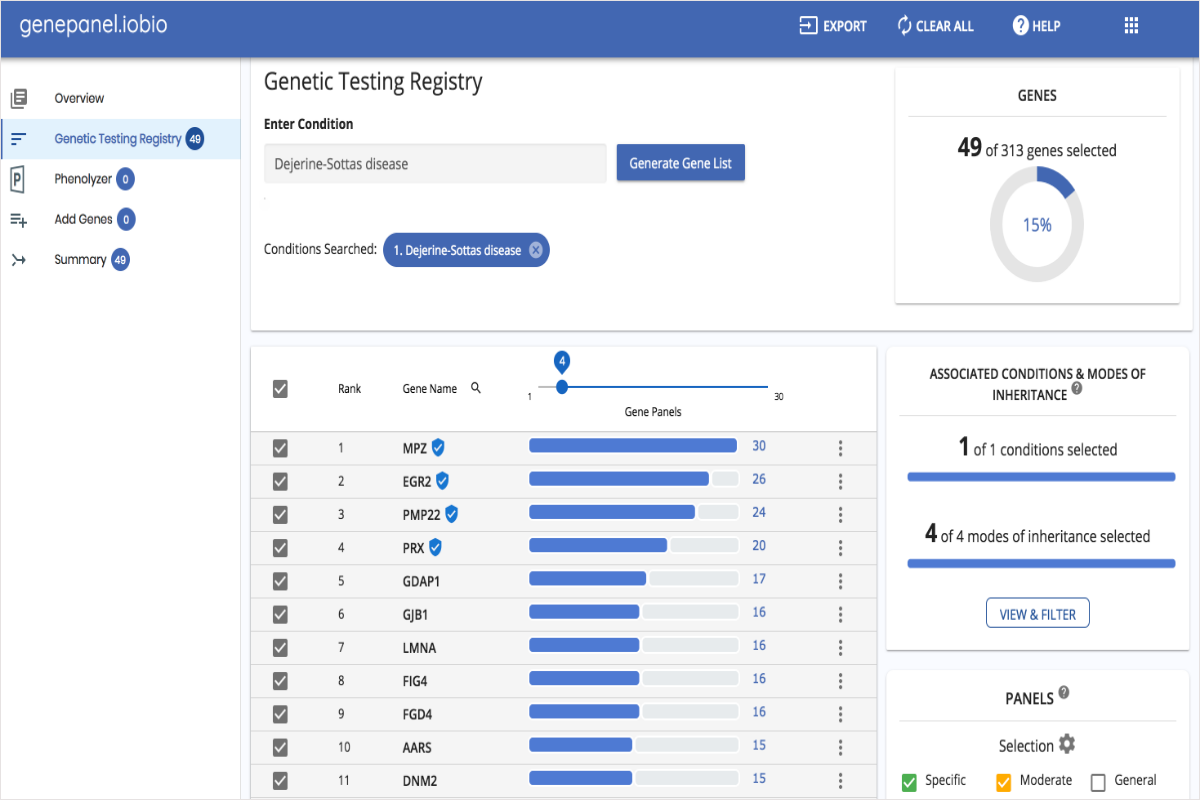 genepanel.iobio
EXPORT
CLEAR ALL
? HELP
Overview
Genetic Testing Registry 49
P Phenolyzer 0
Add Genes 0
Summary 49
Genetic Testing Registry
Enter Condition
Dejerine-Sottas disease
Generate Gene List
Conditions Searched: 1. Dejerine-Sottas disease
GENES
49 of 313 genes selected
15%
4
Rank
Gene Name
1
30
Gene Panels
1 MPZ 30
2 EGR2 26
3 PMP22 24
4 PRX 20
5 GDAP1 17
6 GJB1 16
7 LMNA 16
8 FIG4 16
9 FGD4 16
10 AARS 15
11 DNM2 15
ASSOCIATED CONDITIONS & MODES OF
INHERITANCE ?
1 of 1 conditions selected
4 of 4 modes of inheritance selected
VIEW & FILTER
PANELS ?
Selection
Specific
Moderate
General